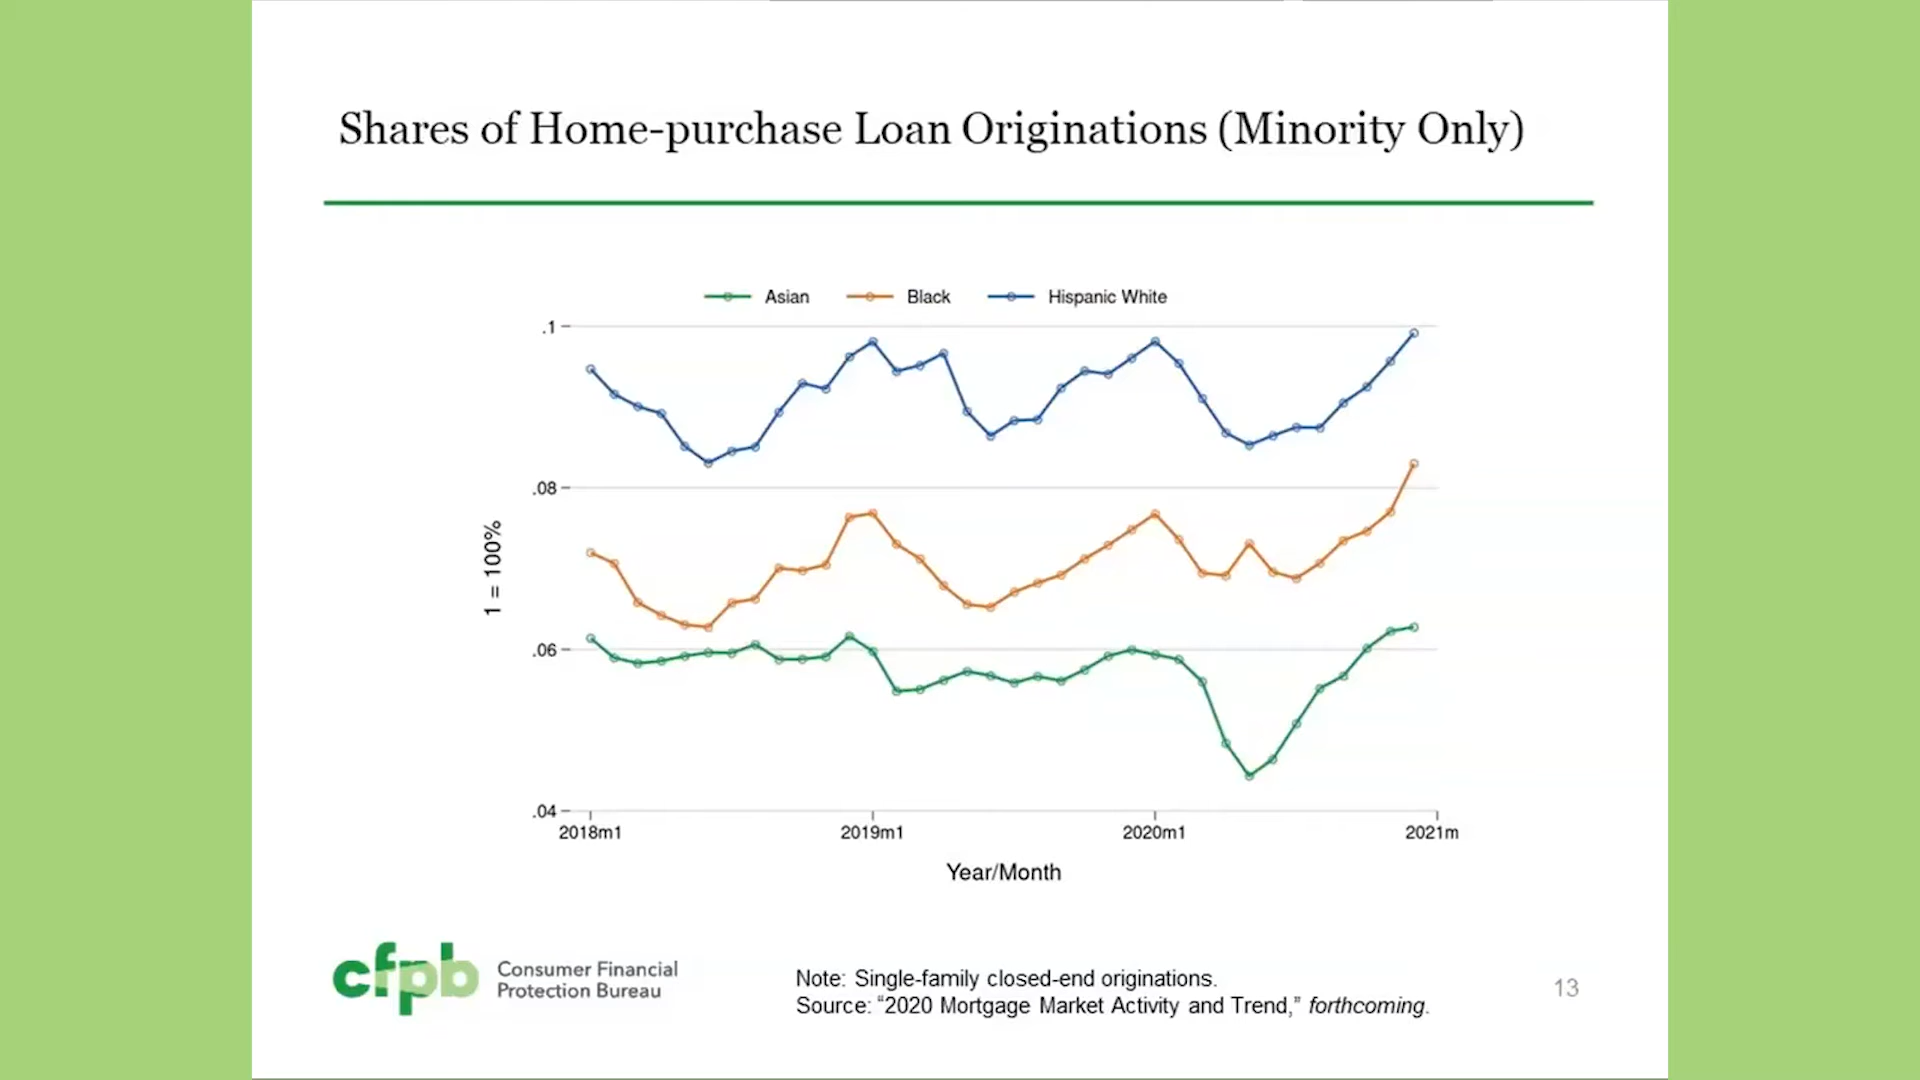 Shares of Home-purchase Loan Originations (Minority Only)
Asian Black Hispanic White
.1
.08
.06
.04
1 = 100%
2018m1 2019m1 2020m1 2021m
Year/Month
cfpb
Consumer Financial
Protection Bureau
Note: Single-family closed-end originations.
Source: “2020 Mortgage Market Activity and Trend,” forthcoming.
13